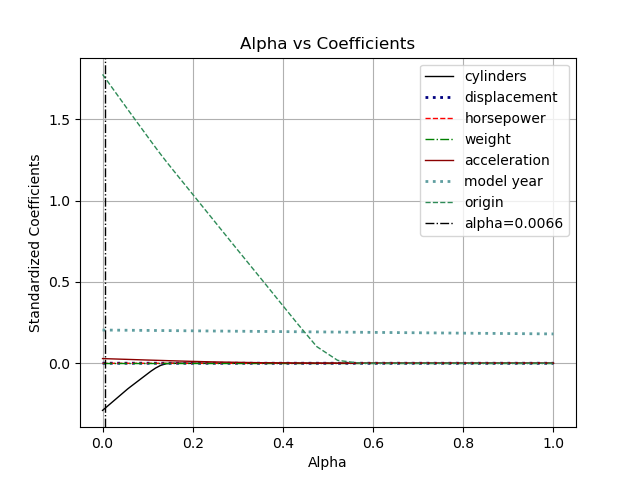 Alpha vs Coefficients
cylinders
displacement
horsepower
weight
acceleration
model year
origin
alpha=0.0066
Standardized Coefficients
1.5
1.0
0.5
0.0
0.0 0.2 0.4 0.6 0.8 1.0
Alpha